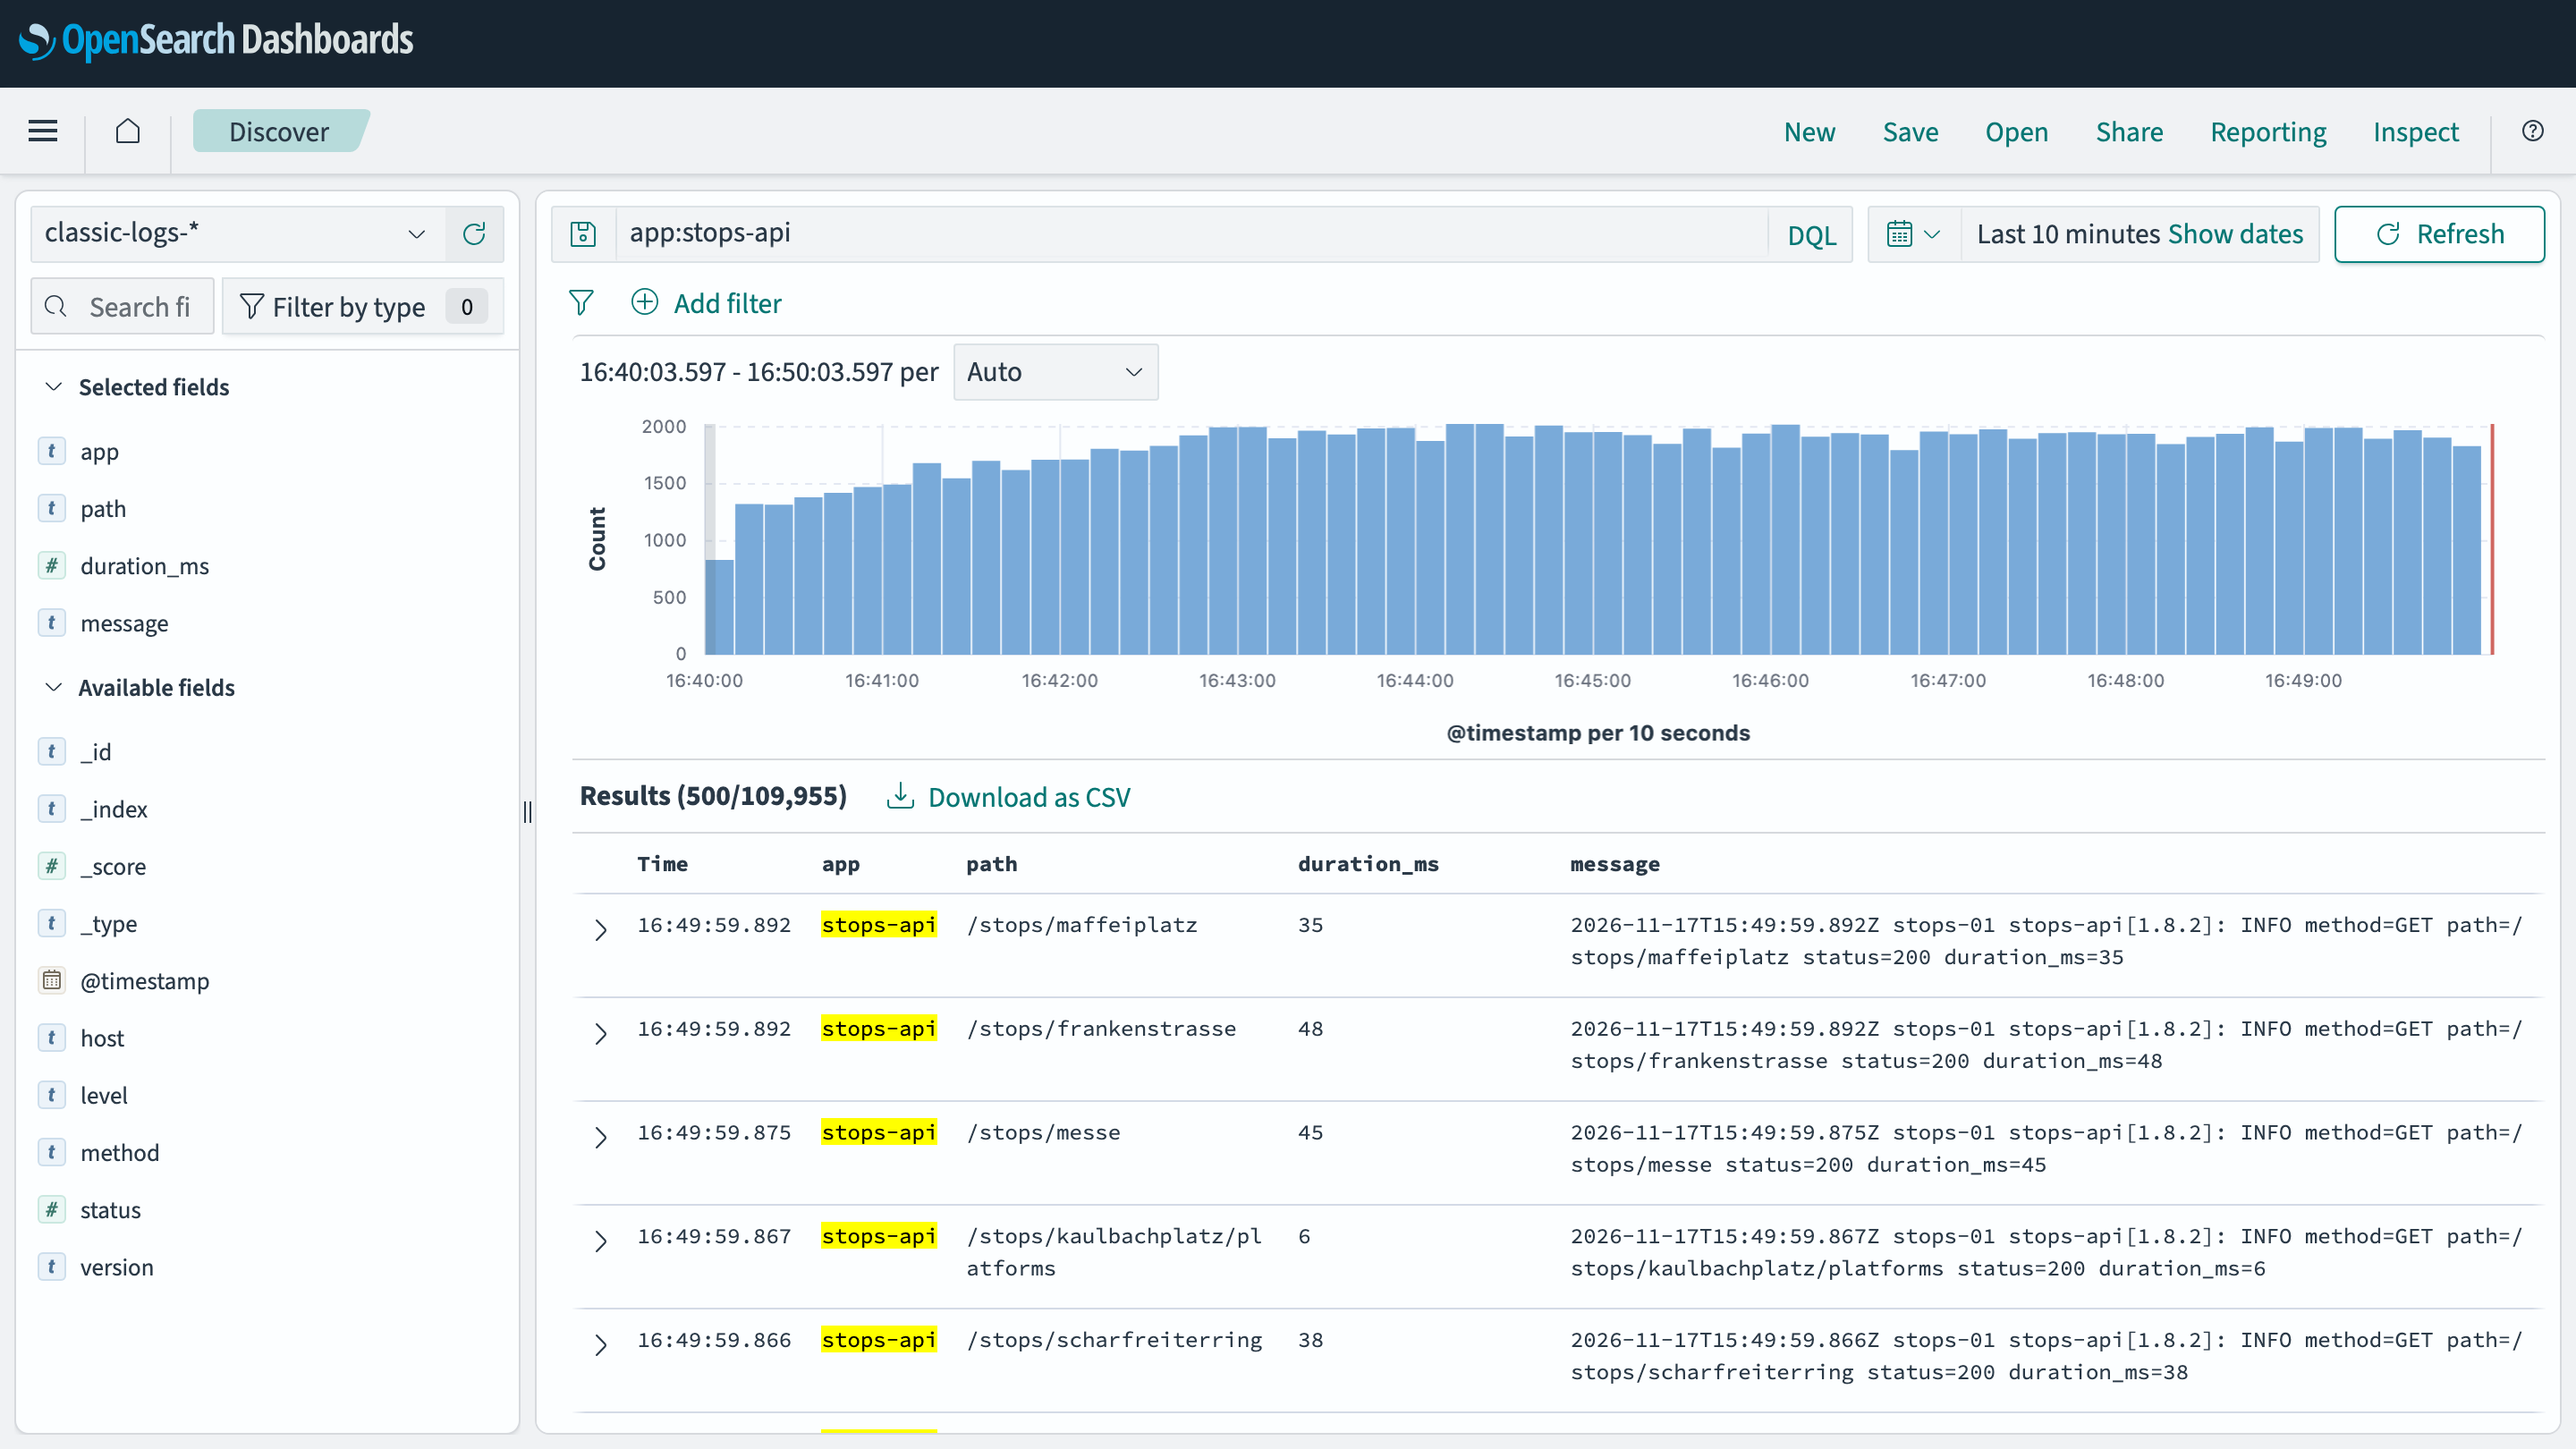 OpenSearch Dashboards
Discover
New Save Open Share Reporting Inspect
classic-logs-*
app:stops-api
DQL
Last 10 minutes Show dates
Refresh
Search fi
Filter by type 0
Add filter
Selected fields
t app
t path
# duration_ms
t message
Available fields
t _id
t _index
# _score
t _type
@timestamp
t host
t level
t method
# status
t version
16:40:03.597 - 16:50:03.597 per Auto
Count
2000
1500
1000
500
0
16:40:00 16:41:00 16:42:00 16:43:00 16:44:00 16:45:00 16:46:00 16:47:00 16:48:00 16:49:00
@timestamp per 10 seconds
Results (500/109,955) Download as CSV
Time app path duration_ms message
16:49:59.892 stops-api /stops/maffeiplatz 35 2026-11-17T15:49:59.892Z stops-01 stops-api[1.8.2]: INFO method=GET path=/
stops/maffeiplatz status=200 duration_ms=35
16:49:59.892 stops-api /stops/frankenstrasse 48 2026-11-17T15:49:59.892Z stops-01 stops-api[1.8.2]: INFO method=GET path=/
stops/frankenstrasse status=200 duration_ms=48
16:49:59.875 stops-api /stops/messe 45 2026-11-17T15:49:59.875Z stops-01 stops-api[1.8.2]: INFO method=GET path=/
stops/messe status=200 duration_ms=45
16:49:59.867 stops-api /stops/kaulbachplatz/pl 6 2026-11-17T15:49:59.867Z stops-01 stops-api[1.8.2]: INFO method=GET path=/
atforms stops/kaulbachplatz/platforms status=200 duration_ms=6
16:49:59.866 stops-api /stops/scharfreiterring 38 2026-11-17T15:49:59.866Z stops-01 stops-api[1.8.2]: INFO method=GET path=/
stops/scharfreiterring status=200 duration_ms=38